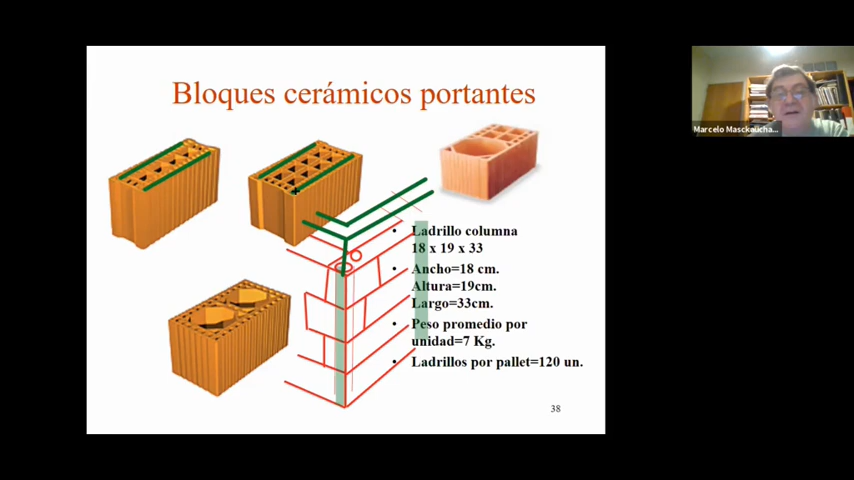 Bloques cerámicos portantes
• Ladrillo columna
18 x 19 x 33
• Ancho=18 cm.
Altura=19cm.
Largo=33cm.
• Peso promedio por
unidad=7 Kg.
• Ladrillos por pallet=120 un.
38
Marcelo Masckaucha...